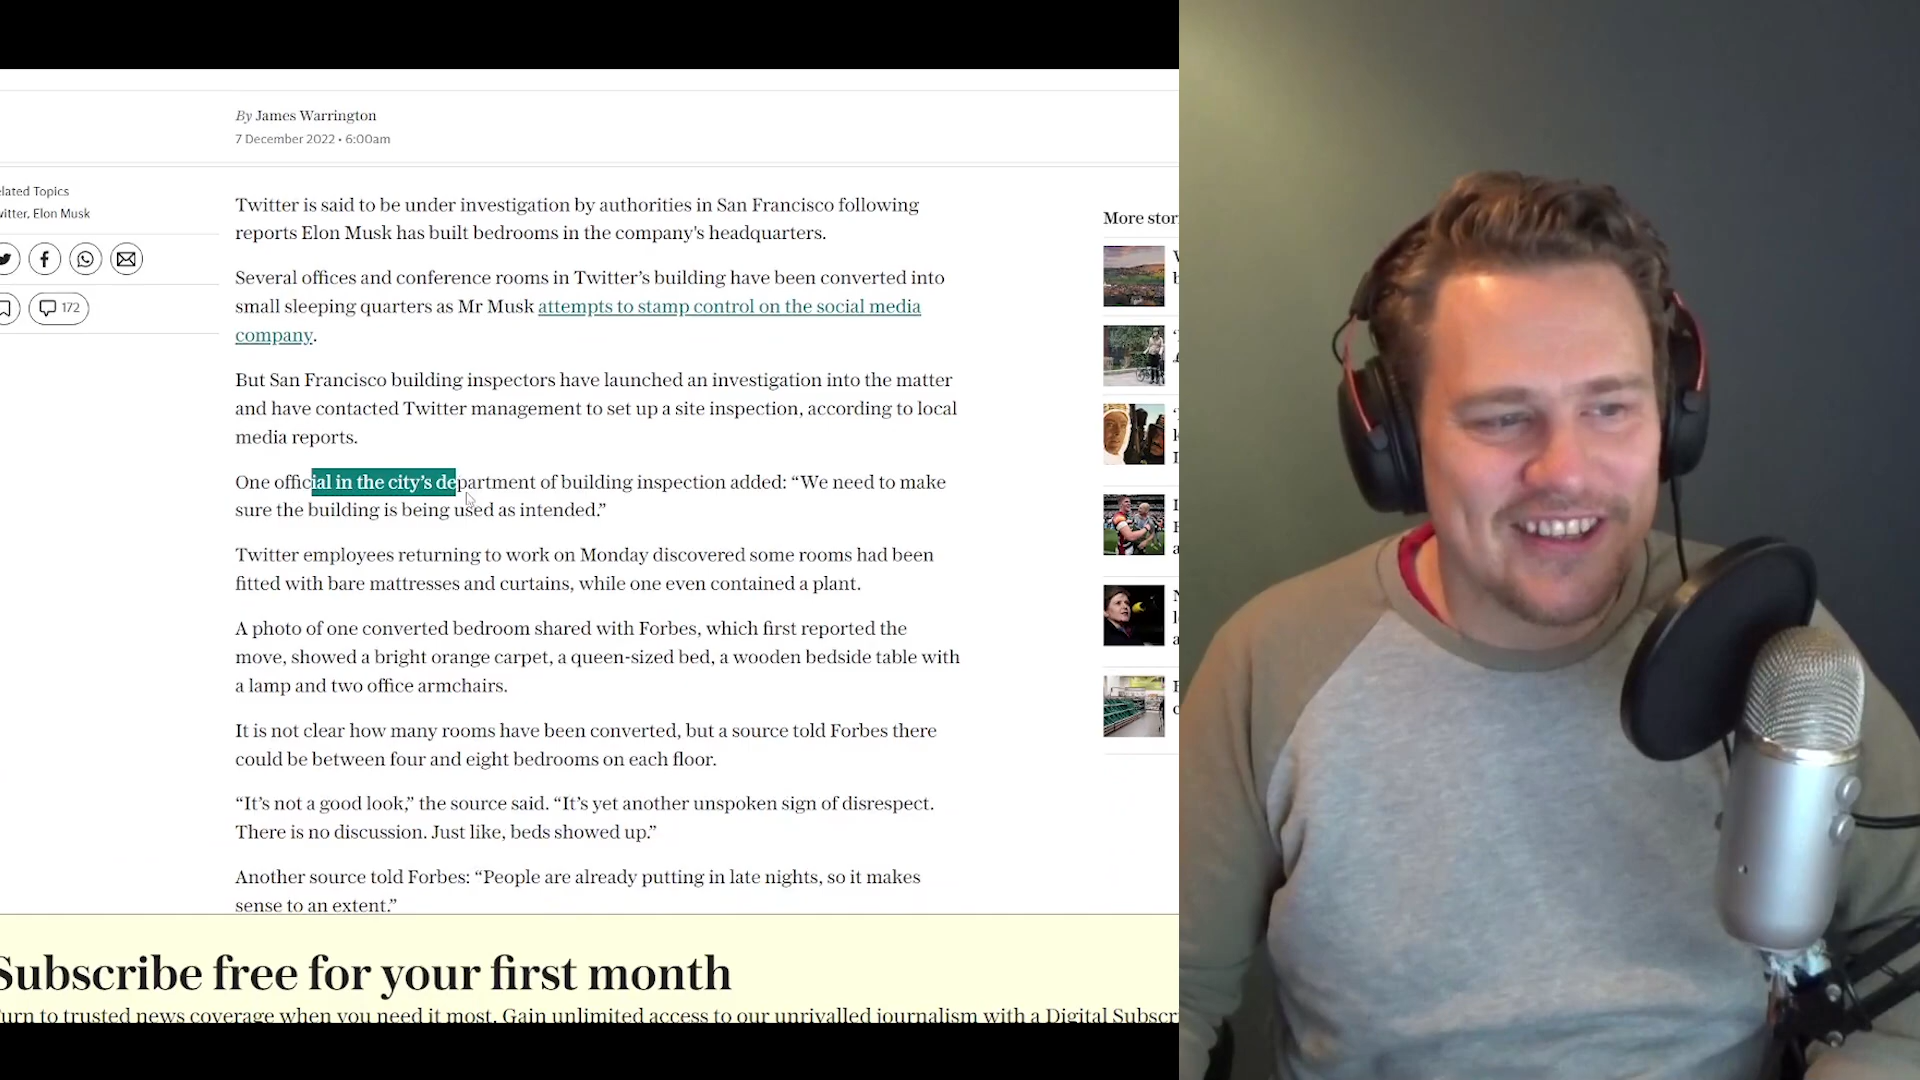 By James Warrington
7 December 2022 • 6:00am
elated Topics
witter, Elon Musk
172
Twitter is said to be under investigation by authorities in San Francisco following
reports Elon Musk has built bedrooms in the company's headquarters.
Several offices and conference rooms in Twitter’s building have been converted into
small sleeping quarters as Mr Musk attempts to stamp control on the social media
company.
But San Francisco building inspectors have launched an investigation into the matter
and have contacted Twitter management to set up a site inspection, according to local
media reports.
One official in the city’s department of building inspection added: “We need to make
sure the building is being used as intended.”
Twitter employees returning to work on Monday discovered some rooms had been
fitted with bare mattresses and curtains, while one even contained a plant.
A photo of one converted bedroom shared with Forbes, which first reported the
move, showed a bright orange carpet, a queen-sized bed, a wooden bedside table with
a lamp and two office armchairs.
It is not clear how many rooms have been converted, but a source told Forbes there
could be between four and eight bedrooms on each floor.
“It’s not a good look,” the source said. “It’s yet another unspoken sign of disrespect.
There is no discussion. Just like, beds showed up.”
Another source told Forbes: “People are already putting in late nights, so it makes
sense to an extent.”
More stor
Subscribe free for your first month
urn to trusted news coverage when you need it most. Gain unlimited access to our unrivalled journalism with a Digital Subscr